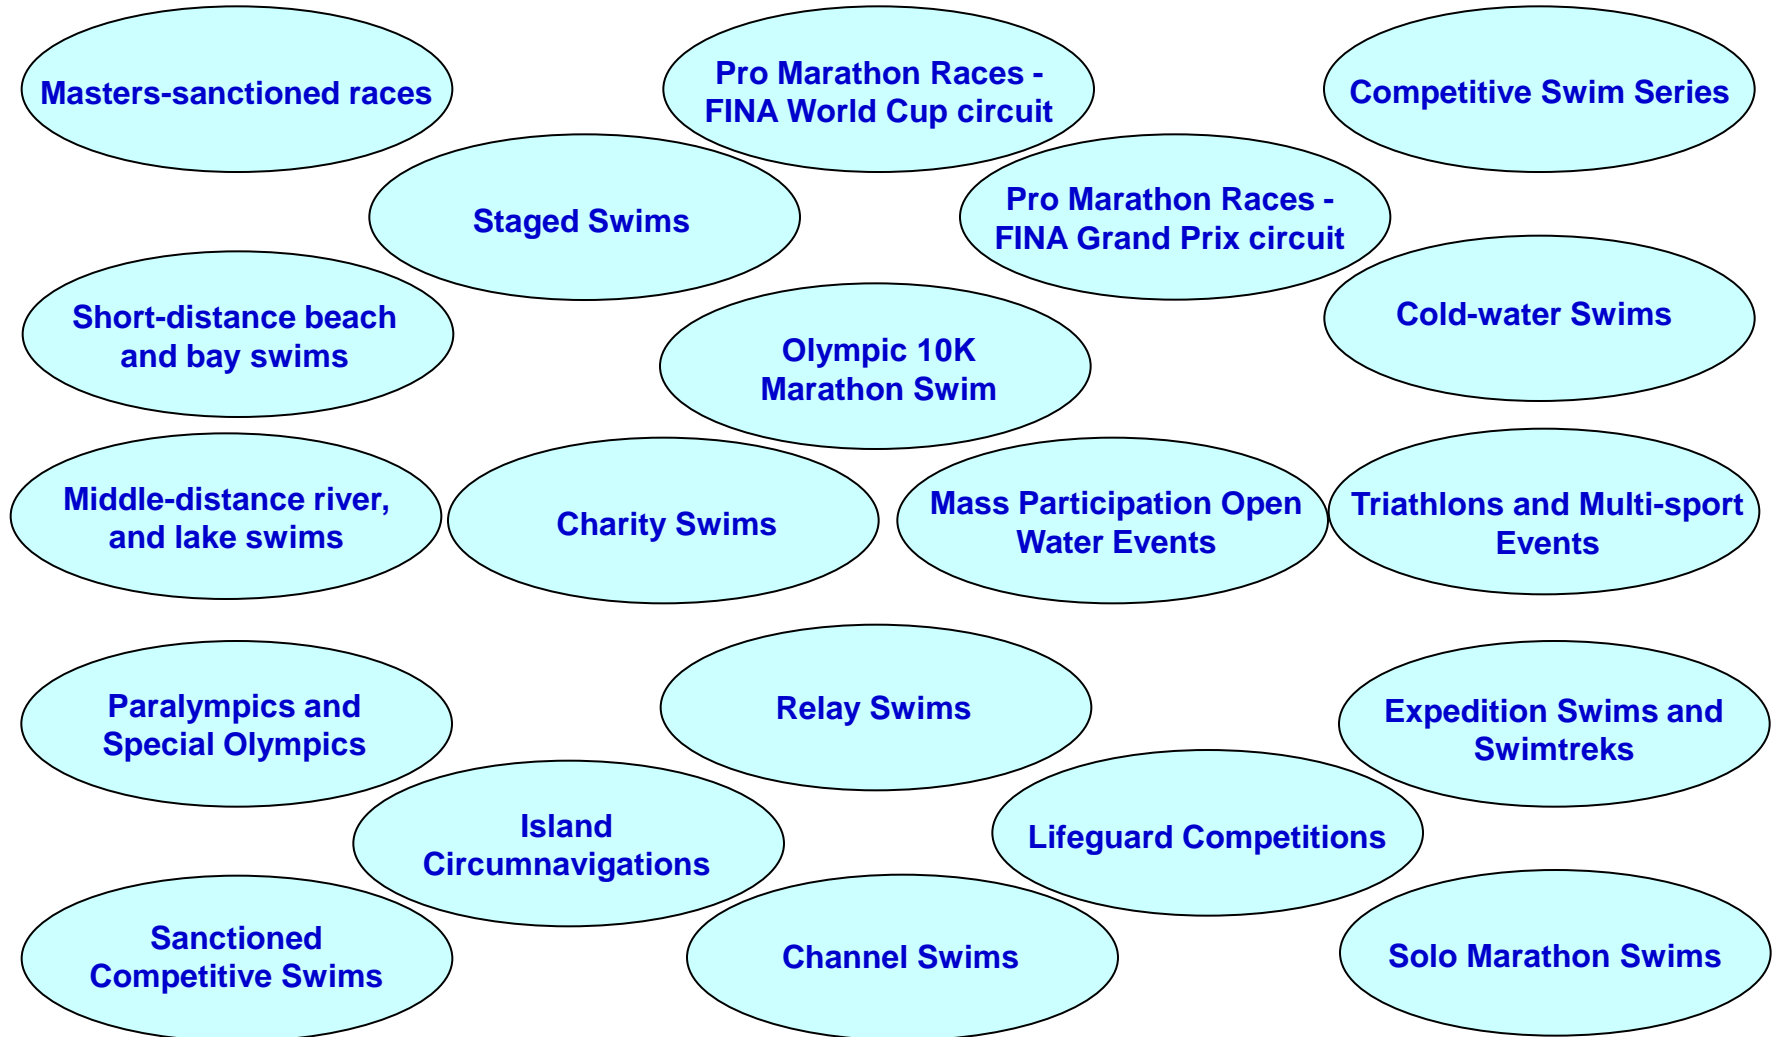 Masters-sanctioned races
Pro Marathon Races -
FINA World Cup circuit
Competitive Swim Series
Staged Swims
Pro Marathon Races -
FINA Grand Prix circuit
Short-distance beach
and bay swims
Olympic 10K
Marathon Swim
Cold-water Swims
Middle-distance river,
and lake swims
Charity Swims
Mass Participation Open
Water Events
Triathlons and Multi-sport
Events
Paralympics and
Special Olympics
Relay Swims
Expedition Swims and
Swimtreks
Island
Circumnavigations
Lifeguard Competitions
Sanctioned
Competitive Swims
Channel Swims
Solo Marathon Swims